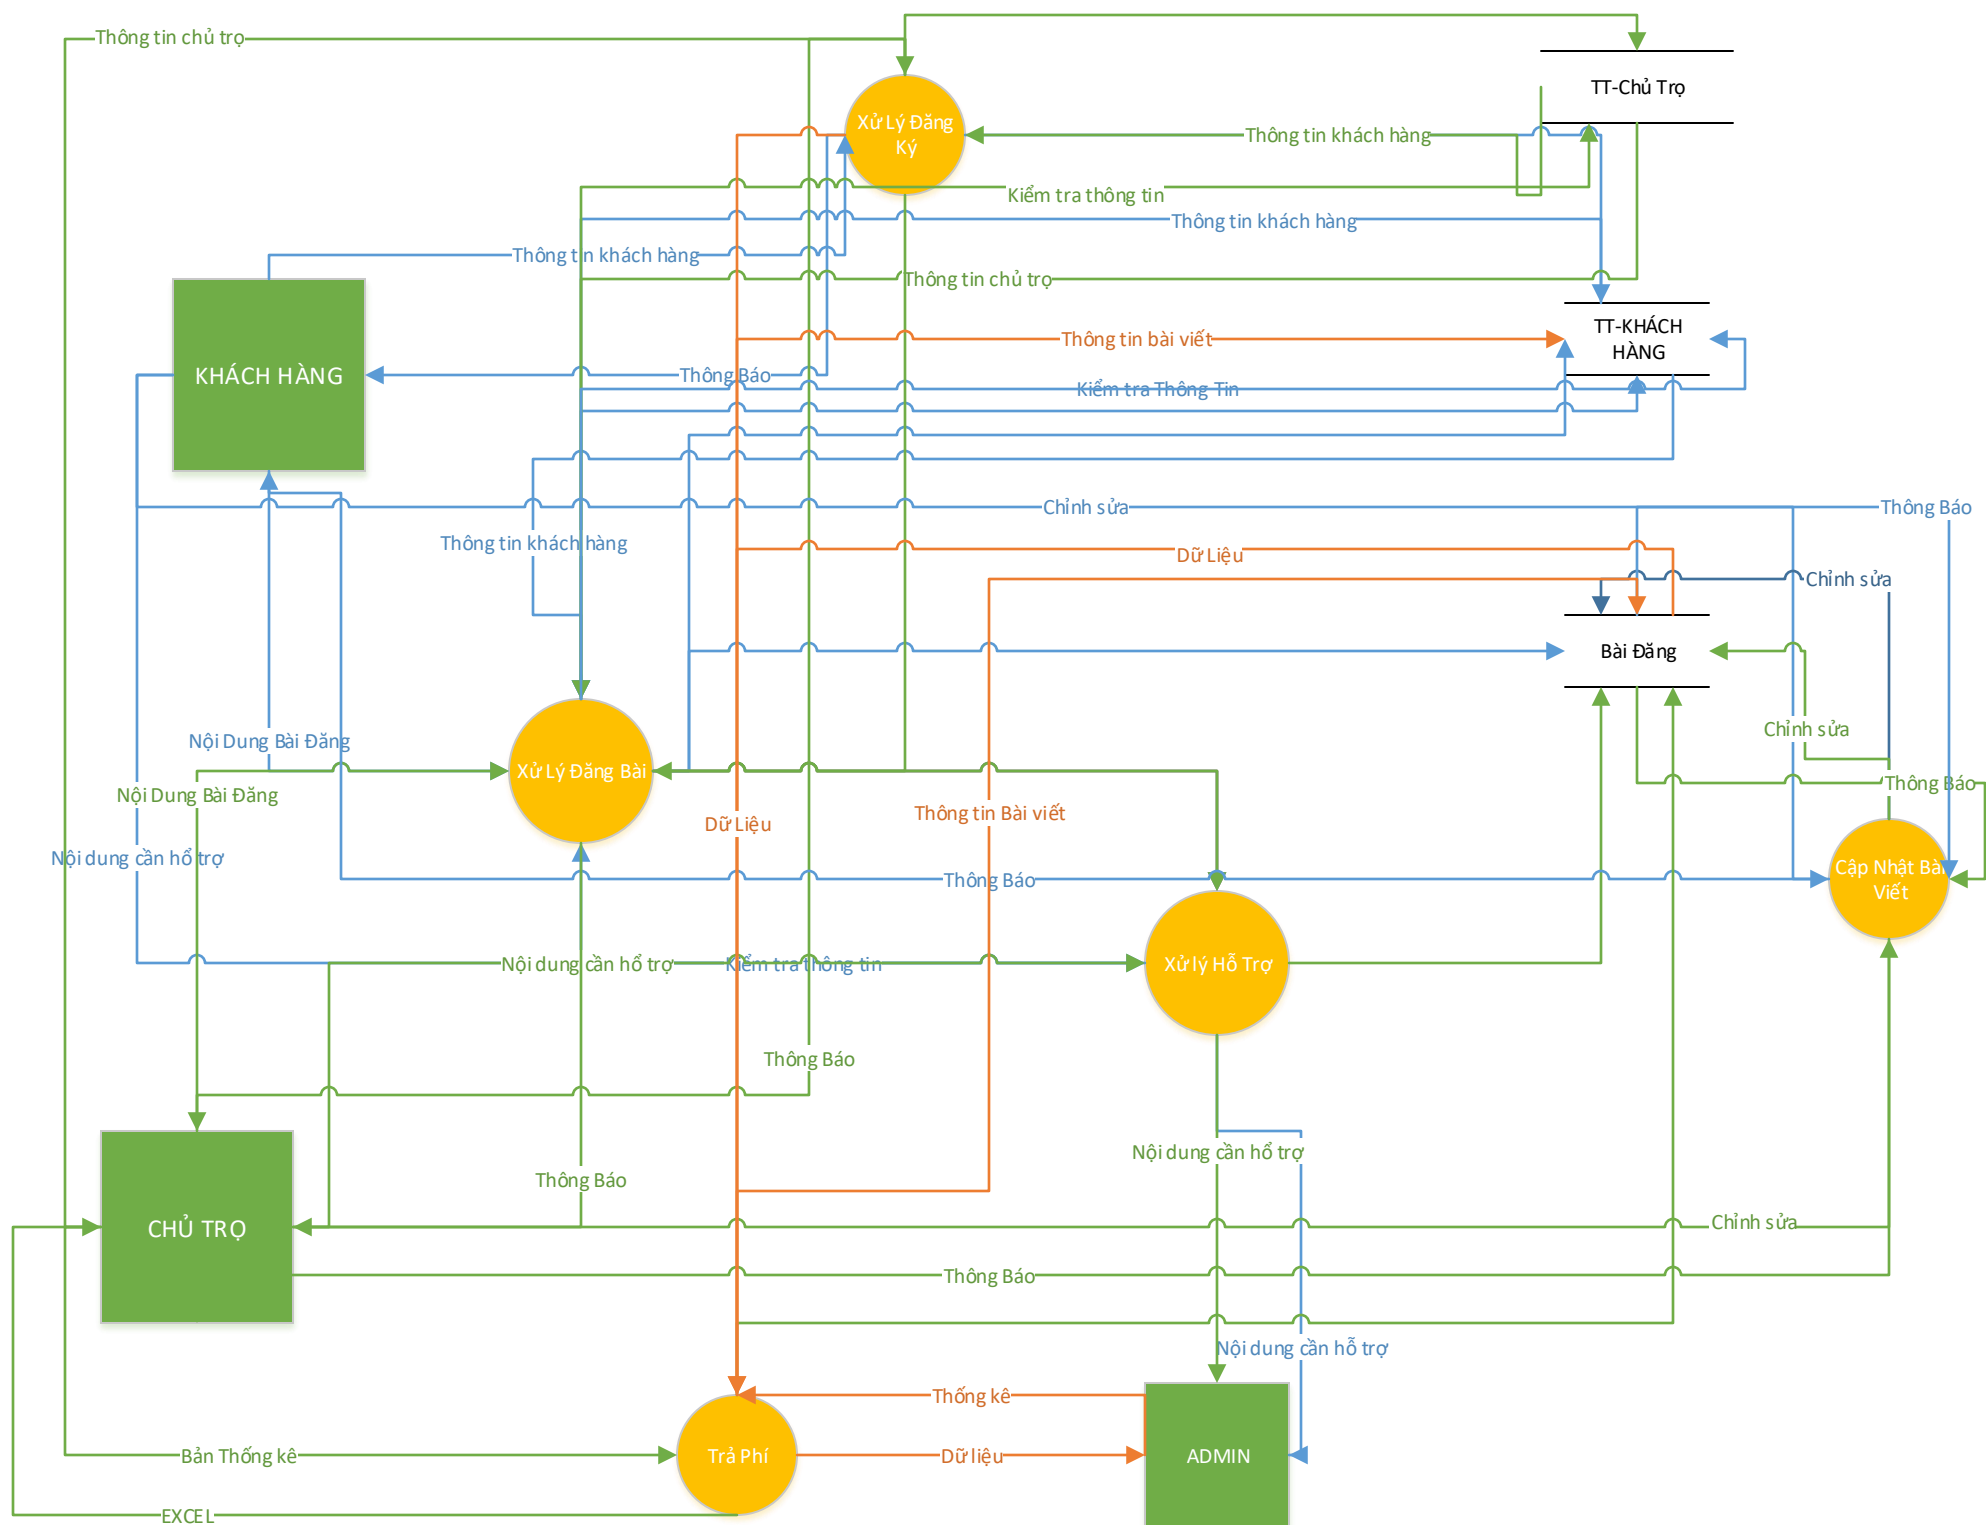 Thông tin chủ trọ
TT-Chủ Trọ
Xử Lý Đăng
Ký
Thông tin khách hàng
Kiểm tra thông tin
Thông tin khách hàng
Thông tin khách hàng
Thông tin chủ trọ
TT-KHÁCH
HÀNG
Thông tin bài viết
KHÁCH HÀNG
Thông Báo
Kiểm tra Thông Tin
Chỉnh sửa
Thông Báo
Thông tin khách hàng
Dữ Liệu
Chỉnh sửa
Bài Đăng
Chỉnh sửa
Nội Dung Bài Đăng
Xử Lý Đăng Bài
Thông Báo
Nội Dung Bài Đăng
Thông tin Bài viết
Dữ Liệu
Nội dung cần hổ trợ
Thông Báo
Cập Nhật Bài
Viết
Nội dung cần hổ trợ
Kiểm tra thông tin
Xử lý Hỗ Trợ
Thông Báo
Nội dung cần hổ trợ
Thông Báo
CHỦ TRỌ
Chỉnh sửa
Thông Báo
Nội dung cần hỗ trợ
Thống kê
Bản Thống kê
Trả Phí
Dữ liệu
ADMIN
EXCEL